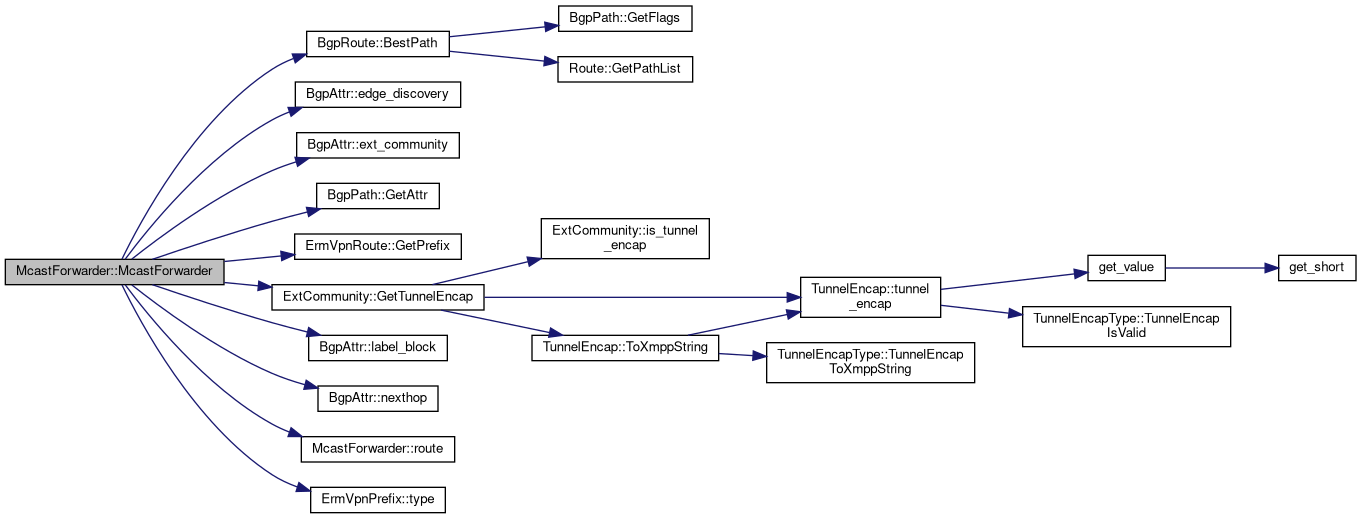 BgpPath::GetFlags
BgpRoute::BestPath
Route::GetPathList
BgpAttr::edge_discovery
BgpAttr::ext_community
BgpPath::GetAttr
ErmVpnRoute::GetPrefix
McastForwarder::McastForwarder
ExtCommunity::GetTunnelEncap
ExtCommunity::is_tunnel
_encap
TunnelEncap::tunnel
_encap
get_value
get_short
TunnelEncapType::TunnelEncap
IsValid
TunnelEncap::ToXmppString
TunnelEncapType::TunnelEncap
ToXmppString
BgpAttr::label_block
BgpAttr::nexthop
McastForwarder::route
ErmVpnPrefix::type